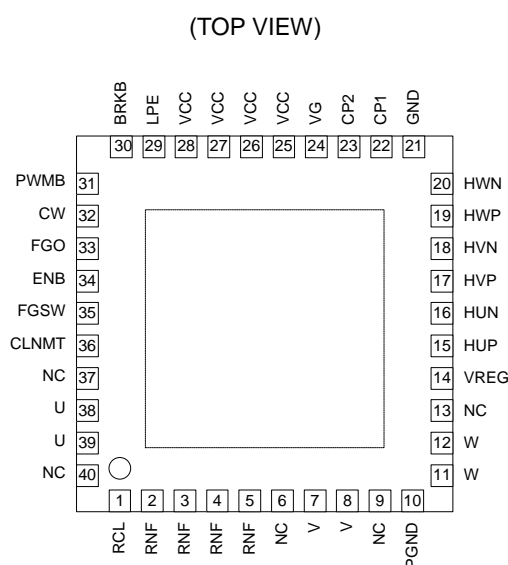 (TOP VIEW)
BRKB LPE VCC VCC VCC VCC VG CP2 CP1 GND
30 29 28 27 26 25 24 23 22 21
PWMB 31 20 HWN
CW 32 19 HWP
FGO 33 18 HVN
ENB 34 17 HVP
FGSW 35 16 HUN
CLNMT 36 15 HUP
NC 37 14 VREG
U 38 13 NC
U 39 12 W
NC 40 11 W
1 2 3 4 5 6 7 8 9 10
RCL RNF RNF RNF RNF NC V V NC PGND